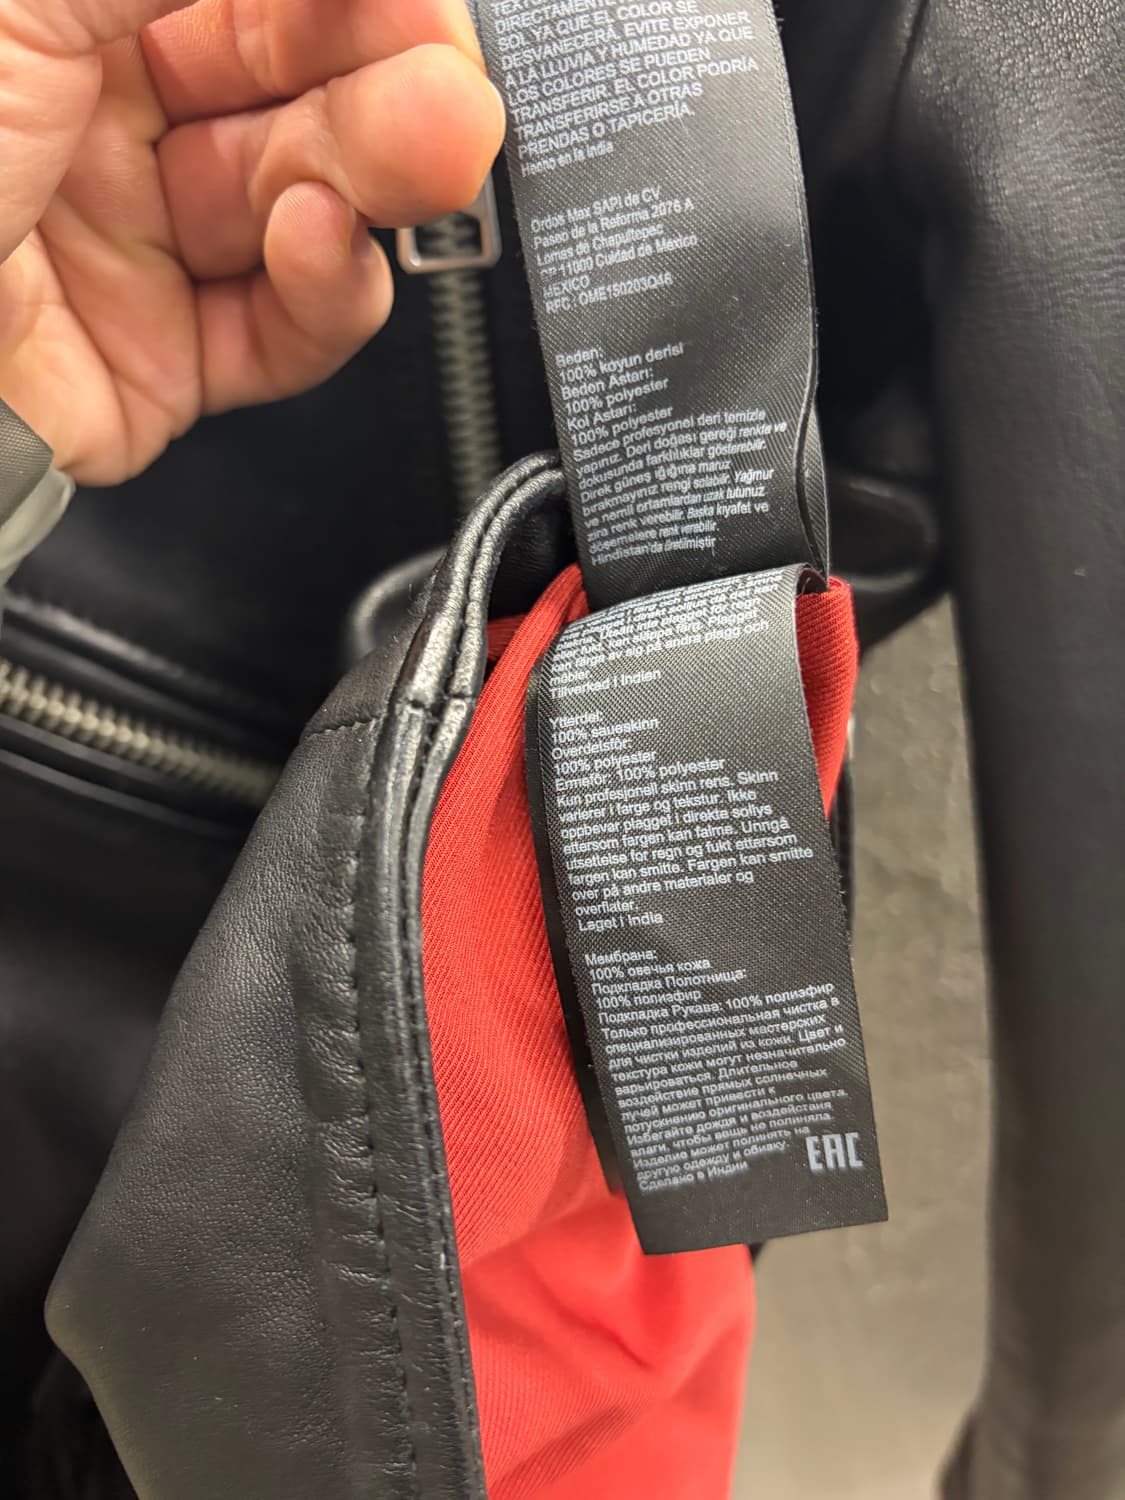 DIRECTAMENTE
SOL YA QUE EL COLOR SE
DESVANECERÁ. EVITE EXPONER
A LA LLUVIA Y HUMEDAD YA QUE
LOS COLORES SE PUEDEN
TRANSFERIR. EL COLOR PODRÍA
TRANSFERIRSE A OTRAS
PRENDAS O TAPICERÍA.
Hecho en la India
Ordos Max SAPI de CV
Paseo de la Reforma 2076 A
Lomas de Chapultepec
CP 11000 Cuidad de Mexico
MEXICO
RFC: OME150203Q46
Beden:
100% koyun derisi
Beden Astarı:
100% polyester
Kol Astarı:
100% polyester
Sadece profesyonel deri temizle
yapınız. Deri doğası gereği renkde ve
dokusunda farklılıklar gösterebilir.
Direk güneş ışığına maruz
bırakmayınız rengi solabilir. Yağmur
ve nemli ortamlardan uzak tutunuz
zira renk verebilir. Başka kıyafet ve
döşemelere renk verebilir.
Hindistan'da üretilmiştir
kan färga av sig på andra plagg och
möbler.
Tillverkad i Indien
Ytterdel:
100% saueskinn
Overdelsfôr:
100% polyester
Ermefôr: 100% polyester
Kun profesjonell skinn rens. Skinn
varierer i farge og tekstur. Ikke
oppbevar plagget i direkte sollys
ettersom fargen kan falme. Unngå
utsettelse for regn og fukt ettersom
fargen kan smitte. Fargen kan smitte
over på andre materialer og
overflater.
Laget i India
Мембрана:
100% овечья кожа
Подкладка Полотнища:
100% полиэфир
Подкладка Рукава: 100% полиэфир
Только профессиональная чистка в
специализированных мастерских
для чистки изделий из кожи. Цвет и
текстура кожи могут незначительно
варьироваться. Длительное
воздействие прямых солнечных
лучей может привести к
потускнению оригинального цвета.
Избегайте дождя и воздействия
влаги, чтобы вещь не полиняла.
Изделие может полинять на
другую одежду и обивку.
Сделано в Индии
EAC